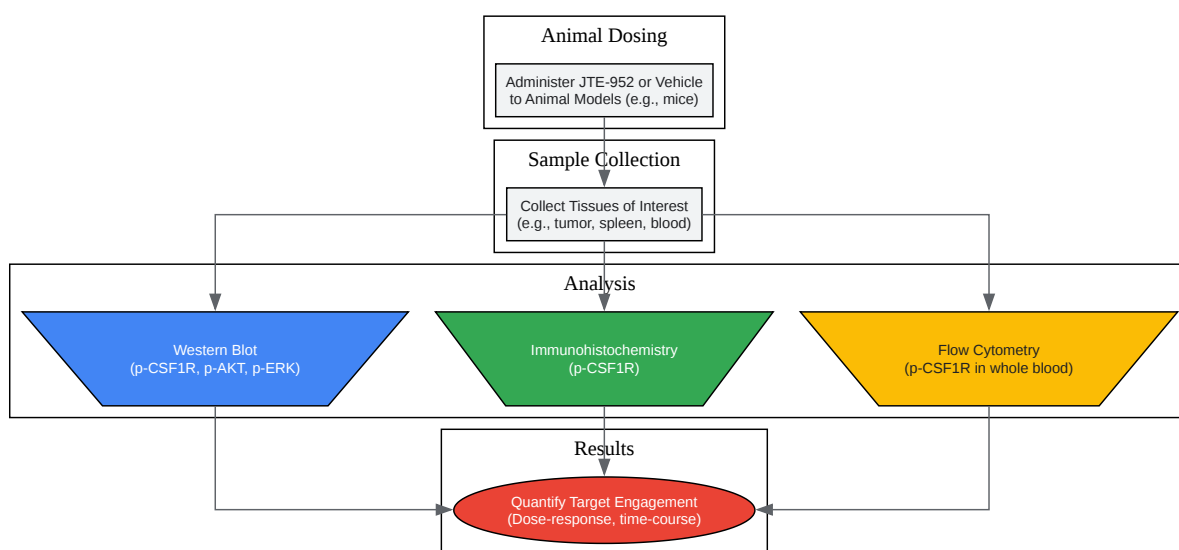 Animal Dosing
Administer JTE-952 or Vehicle
to Animal Models (e.g., mice)
Sample Collection
Collect Tissues of Interest
(e.g., tumor, spleen, blood)
Analysis
Western Blot
(p-CSF1R, p-AKT, p-ERK)
Immunohistochemistry
(p-CSF1R)
Flow Cytometry
(p-CSF1R in whole blood)
Results
Quantify Target Engagement
(Dose-response, time-course)